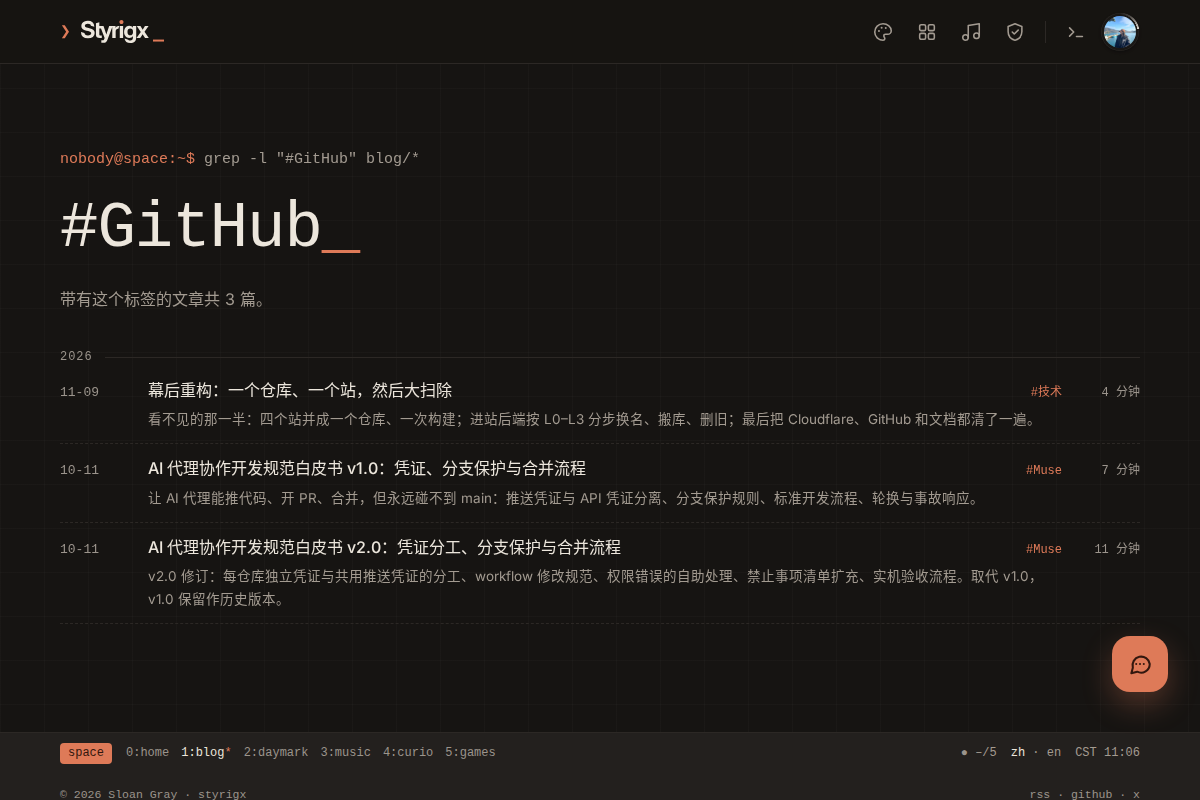 ❯ Styrigx _
nobody@space:~$ grep -l "#GitHub" blog/*
#GitHub_
带有这个标签的文章共 3 篇。
2026
11-09 幕后重构：一个仓库、一个站，然后大扫除 #技术 4 分钟
看不见的那一半：四个站并成一个仓库、一次构建；进站后端按 L0–L3 分步换名、搬库、删旧；最后把 Cloudflare、GitHub 和文档都清了一遍。
10-11 AI 代理协作开发规范白皮书 v1.0：凭证、分支保护与合并流程 #Muse 7 分钟
让 AI 代理能推代码、开 PR、合并，但永远碰不到 main：推送凭证与 API 凭证分离、分支保护规则、标准开发流程、轮换与事故响应。
10-11 AI 代理协作开发规范白皮书 v2.0：凭证分工、分支保护与合并流程 #Muse 11 分钟
v2.0 修订：每仓库独立凭证与共用推送凭证的分工、workflow 修改规范、权限错误的自助处理、禁止事项清单扩充、实机验收流程。取代 v1.0，
v1.0 保留作历史版本。
space 0:home 1:blog* 2:daymark 3:music 4:curio 5:games ● –/5 zh · en CST 11:06
© 2026 Sloan Gray · styrigx rss · github · x